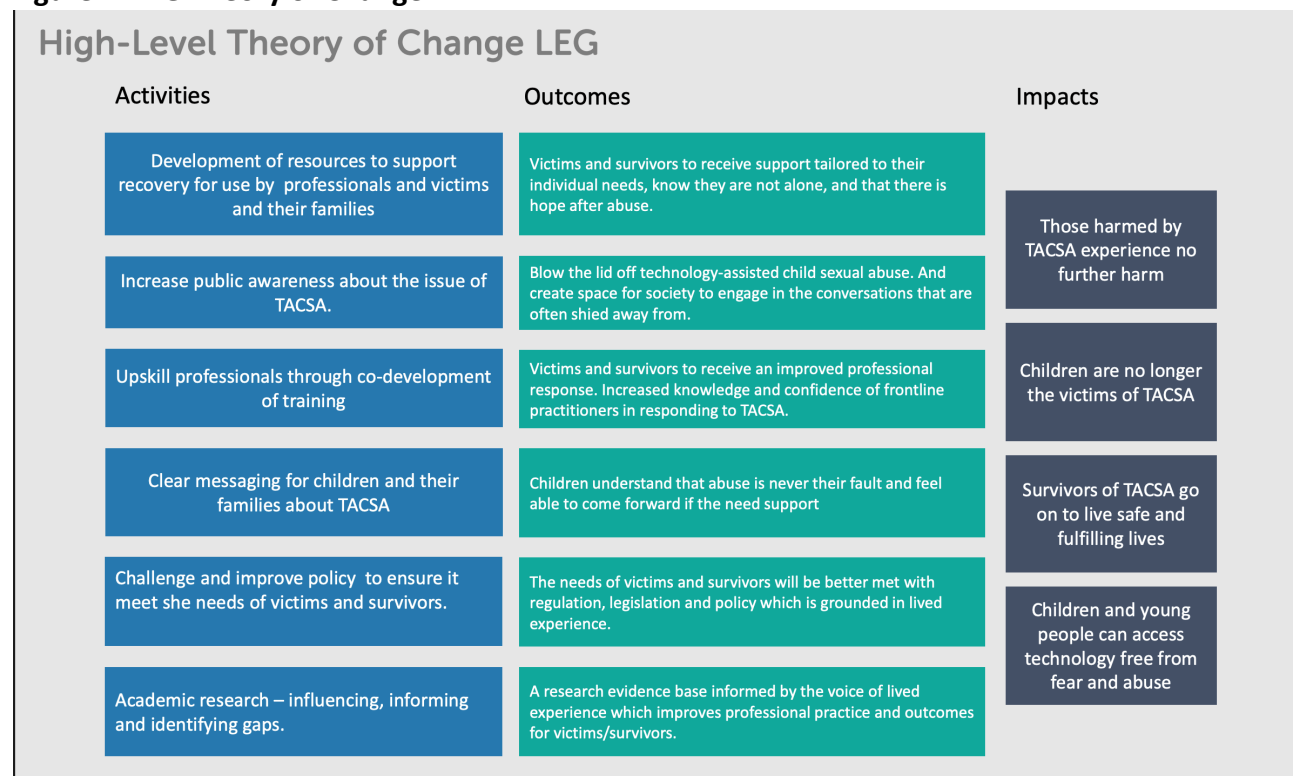 High-Level Theory of Change LEG
Activities
Outcomes
Impacts
Development of resources to support
recovery for use by professionals and victims
and their families
Victims and survivors to receive support tailored to their
individual needs, know they are not alone, and that there is
hope after abuse.
Increase public awareness about the issue of
TACSA.
Blow the lid off technology-assisted child sexual abuse. And
create space for society to engage in the conversations that are
often shied away from.
Upskill professionals through co-development
of training
Victims and survivors to receive an improved professional
response. Increased knowledge and confidence of frontline
practitioners in responding to TACSA.
Clear messaging for children and their
families about TACSA
Children understand that abuse is never their fault and feel
able to come forward if the need support
Challenge and improve policy to ensure it
meet she needs of victims and survivors.
The needs of victims and survivors will be better met with
regulation, legislation and policy which is grounded in lived
experience.
Academic research – influencing, informing
and identifying gaps.
A research evidence base informed by the voice of lived
experience which improves professional practice and outcomes
for victims/survivors.
Those harmed by
TACSA experience no
further harm
Children are no longer
the victims of TACSA
Survivors of TACSA go
on to live safe and
fulfilling lives
Children and young
people can access
technology free from
fear and abuse